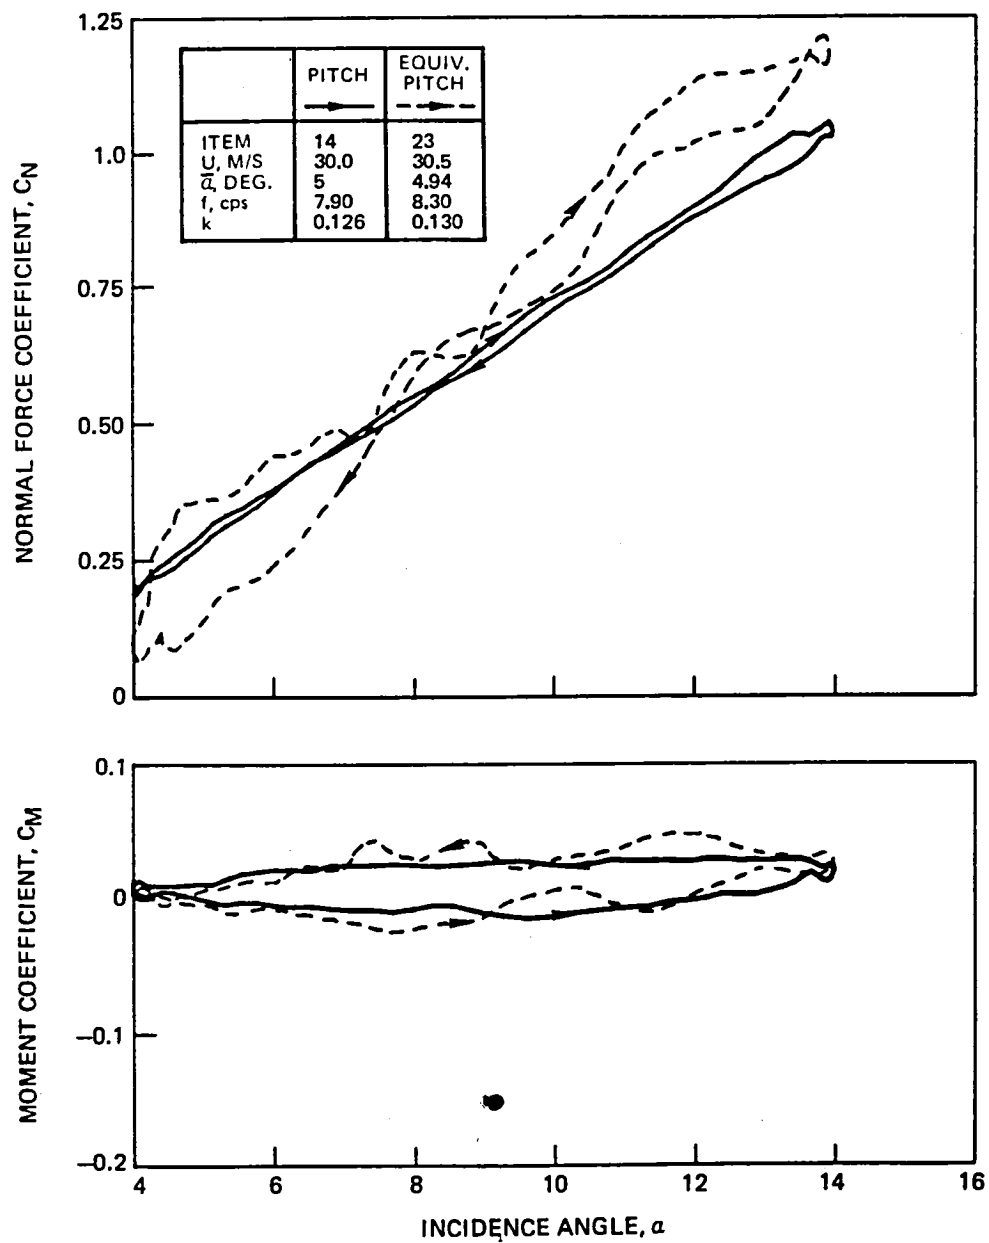 1.25
1.0
0.75
0.50
0.25
0
NORMAL FORCE COEFFICIENT, CN
PITCH EQUIV. PITCH
ITEM 14 23
U, M/S 30.0 30.5
α̅, DEG. 5 4.94
f, cps 7.90 8.30
k 0.126 0.130
0.1
0
−0.1
−0.2
MOMENT COEFFICIENT, CM
4 6 8 10 12 14 16
INCIDENCE ANGLE, α